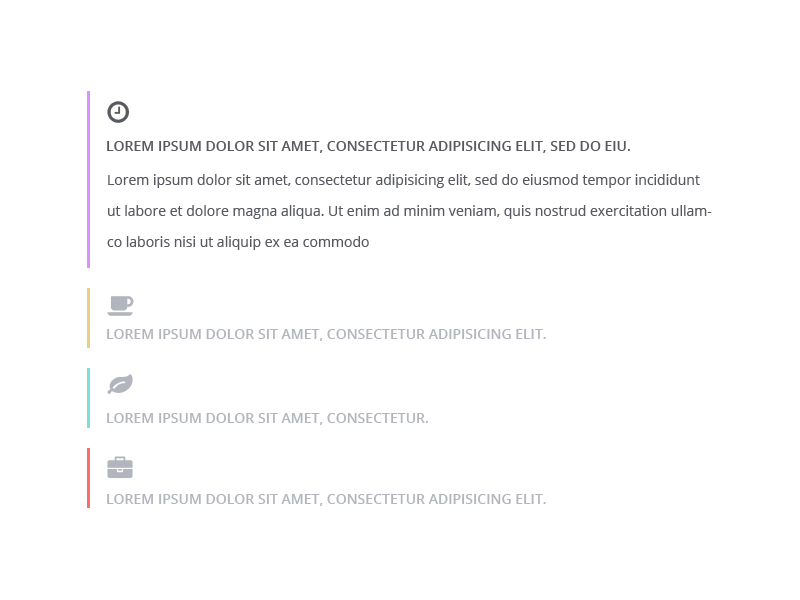 LOREM IPSUM DOLOR SIT AMET, CONSECTETUR ADIPISICING ELIT, SED DO EIU.
Lorem ipsum dolor sit amet, consectetur adipisicing elit, sed do eiusmod tempor incididunt
ut labore et dolore magna aliqua. Ut enim ad minim veniam, quis nostrud exercitation ullam-
co laboris nisi ut aliquip ex ea commodo
LOREM IPSUM DOLOR SIT AMET, CONSECTETUR ADIPISICING ELIT.
LOREM IPSUM DOLOR SIT AMET, CONSECTETUR.
LOREM IPSUM DOLOR SIT AMET, CONSECTETUR ADIPISICING ELIT.